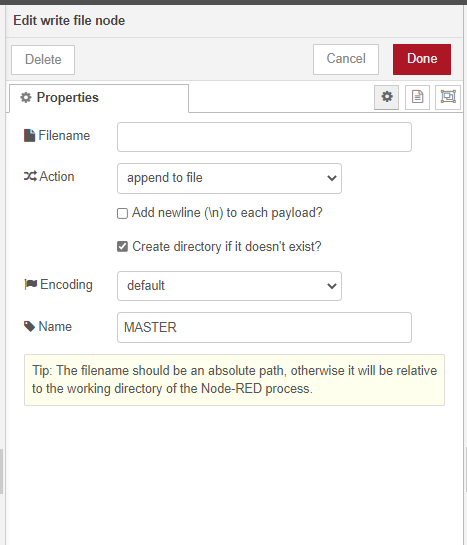 Edit write file node
Delete
Cancel
Done
Properties
Filename
Action
append to file
Add newline (\n) to each payload?
Create directory if it doesn't exist?
Encoding
default
Name
MASTER
Tip: The filename should be an absolute path, otherwise it will be relative
to the working directory of the Node-RED process.